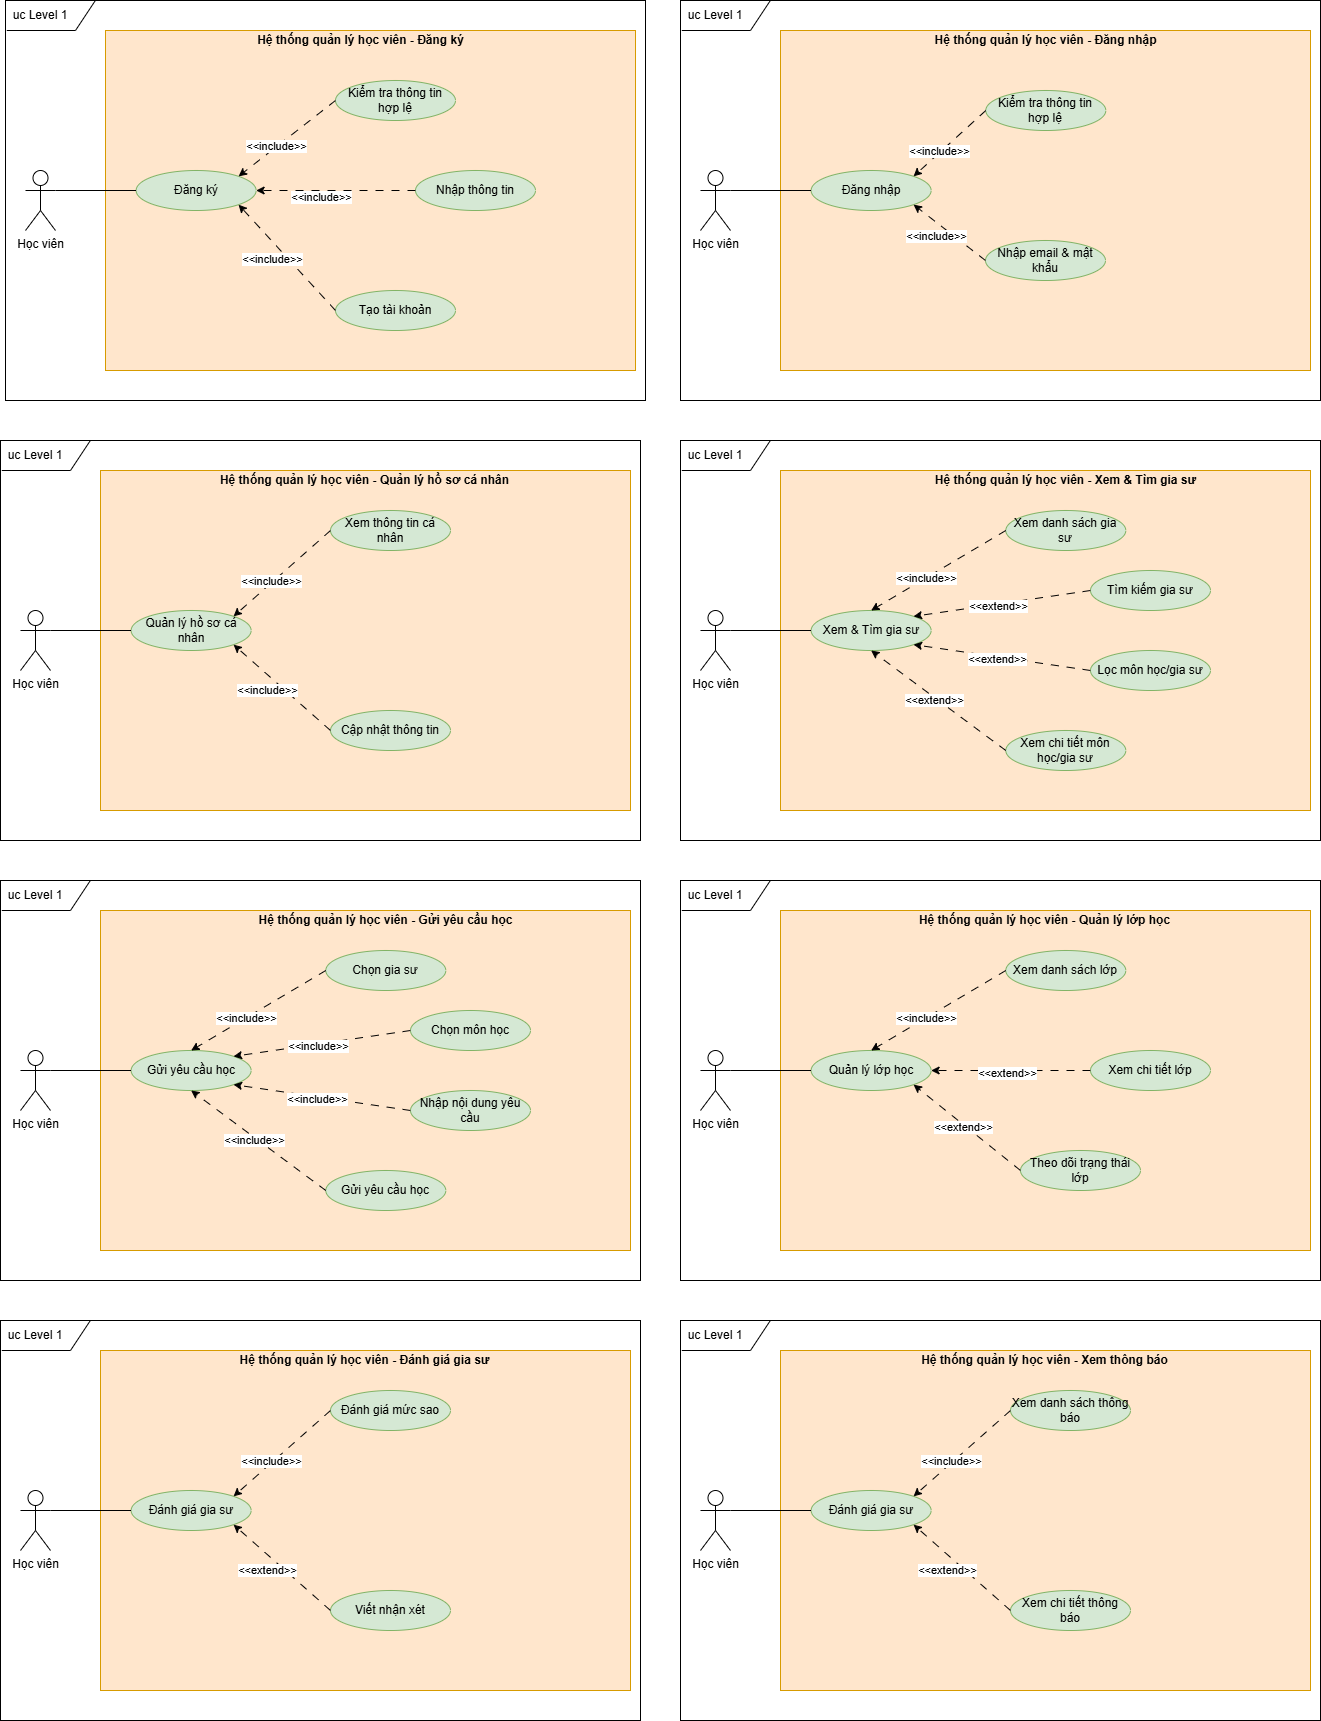 uc Level 1
Hệ thống quản lý học viên - Đăng ký
Kiểm tra thông tin
hợp lệ
<<include>>
Đăng ký
<<include>>
Nhập thông tin
Học viên
<<include>>
Tạo tài khoản
uc Level 1
Hệ thống quản lý học viên - Đăng nhập
Kiểm tra thông tin
hợp lệ
<<include>>
Đăng nhập
Học viên
<<include>>
Nhập email & mật
khẩu
uc Level 1
Hệ thống quản lý học viên - Quản lý hồ sơ cá nhân
Xem thông tin cá
nhân
<<include>>
Quản lý hồ sơ cá
nhân
Học viên
<<include>>
Cập nhật thông tin
uc Level 1
Hệ thống quản lý học viên - Xem & Tìm gia sư
Xem danh sách gia
sư
<<include>>
Tìm kiếm gia sư
<<extend>>
Xem & Tìm gia sư
<<extend>>
Lọc môn học/gia sư
Học viên
<<extend>>
Xem chi tiết môn
học/gia sư
uc Level 1
Hệ thống quản lý học viên - Gửi yêu cầu học
Chọn gia sư
<<include>>
Chọn môn học
<<include>>
Gửi yêu cầu học
<<include>>
Nhập nội dung yêu
cầu
Học viên
<<include>>
Gửi yêu cầu học
uc Level 1
Hệ thống quản lý học viên - Quản lý lớp học
Xem danh sách lớp
<<include>>
Quản lý lớp học
<<extend>>
Xem chi tiết lớp
Học viên
<<extend>>
Theo dõi trạng thái
lớp
uc Level 1
Hệ thống quản lý học viên - Đánh giá gia sư
Đánh giá mức sao
<<include>>
Đánh giá gia sư
Học viên
<<extend>>
Viết nhận xét
uc Level 1
Hệ thống quản lý học viên - Xem thông báo
Xem danh sách thông
báo
<<include>>
Đánh giá gia sư
Học viên
<<extend>>
Xem chi tiết thông
báo